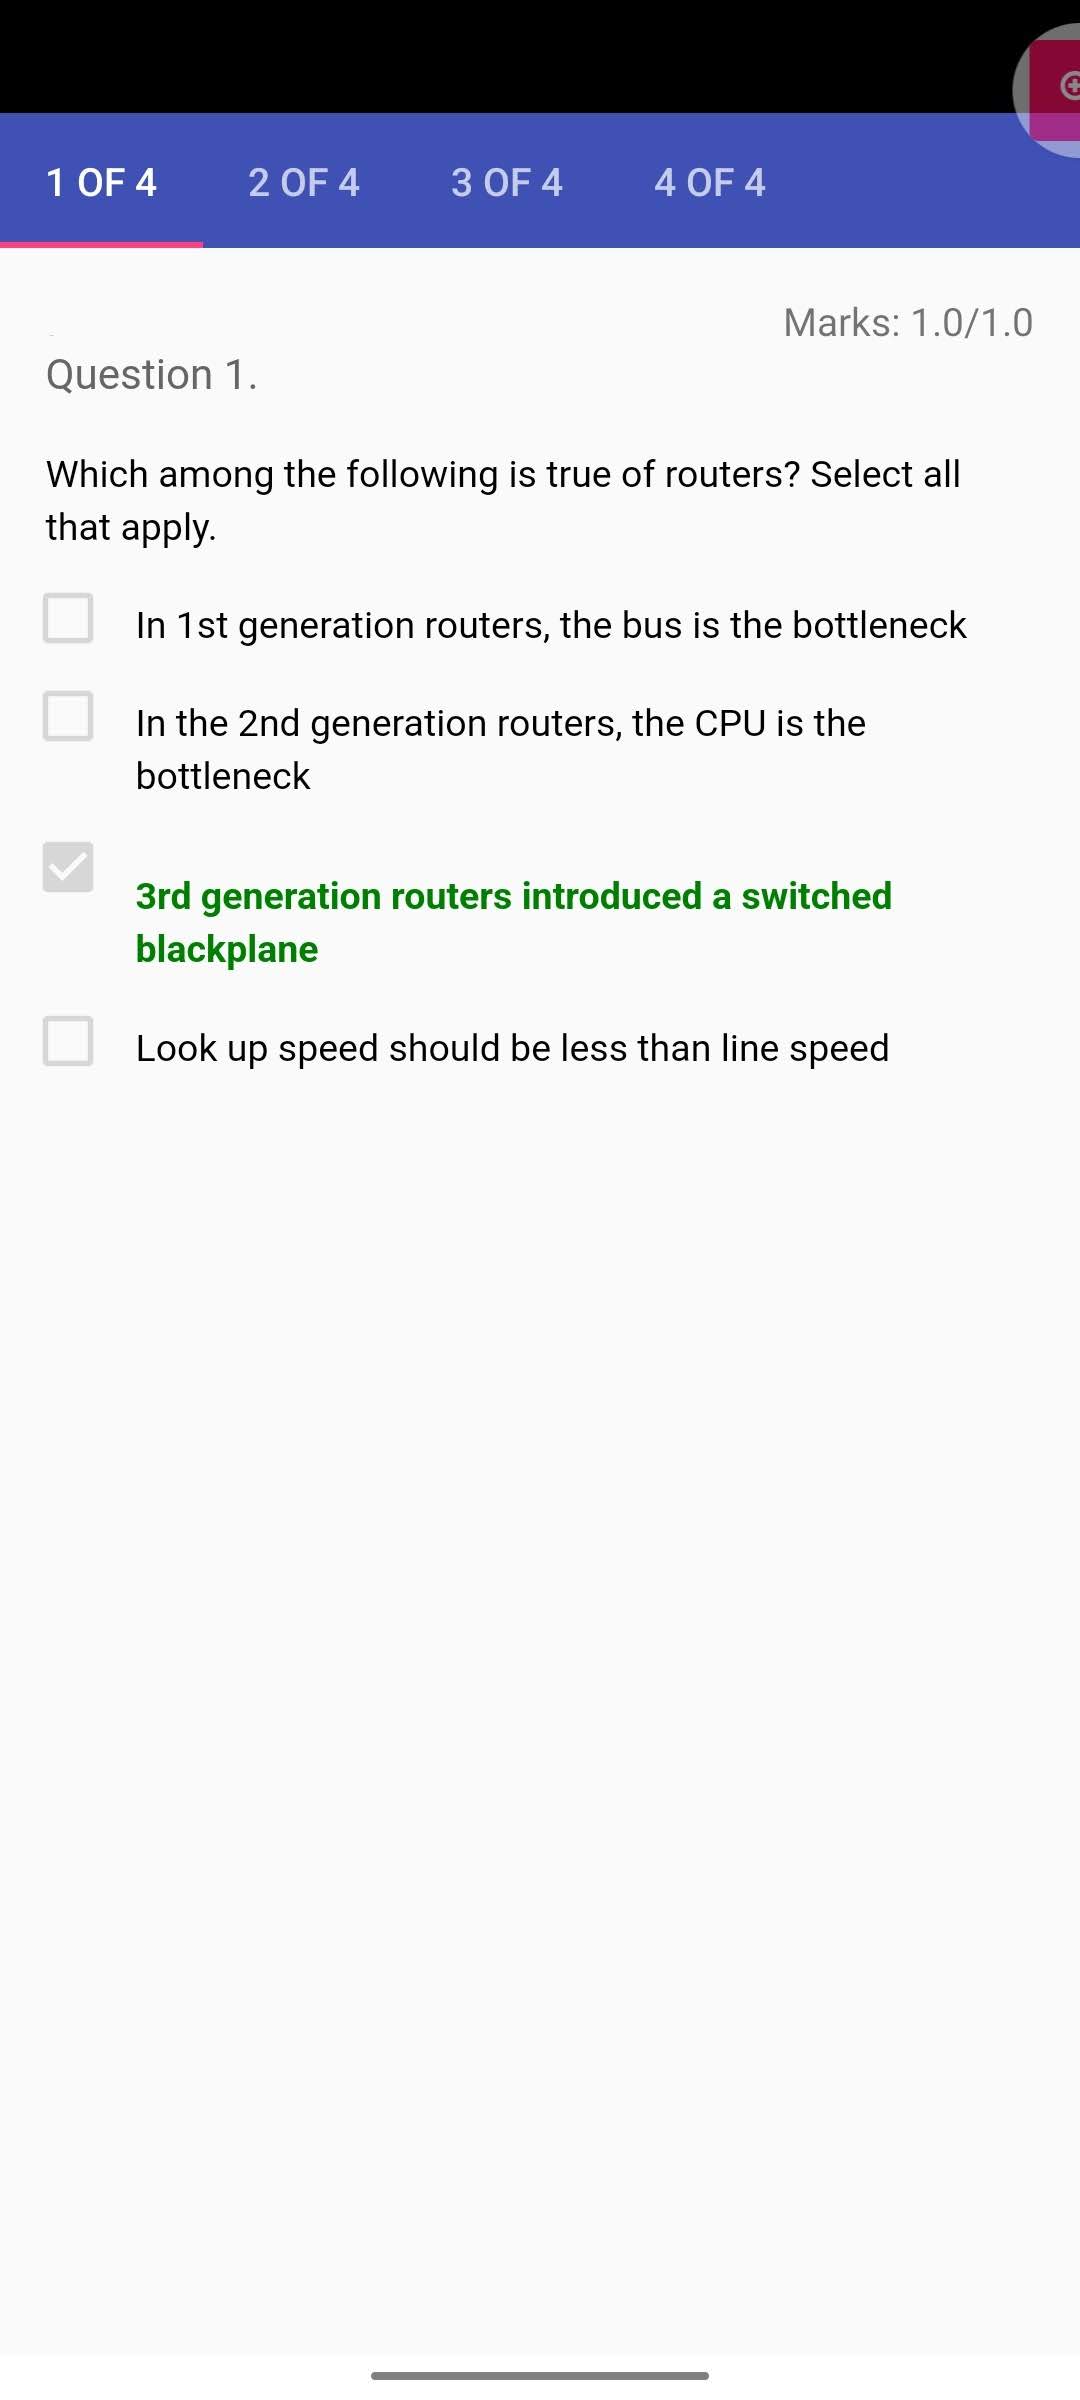 1 OF 4 2 OF 4 3 OF 4 4 OF 4
Marks: 1.0/1.0
Question 1.
Which among the following is true of routers? Select all
that apply.
In 1st generation routers, the bus is the bottleneck
In the 2nd generation routers, the CPU is the
bottleneck
3rd generation routers introduced a switched
blackplane
Look up speed should be less than line speed